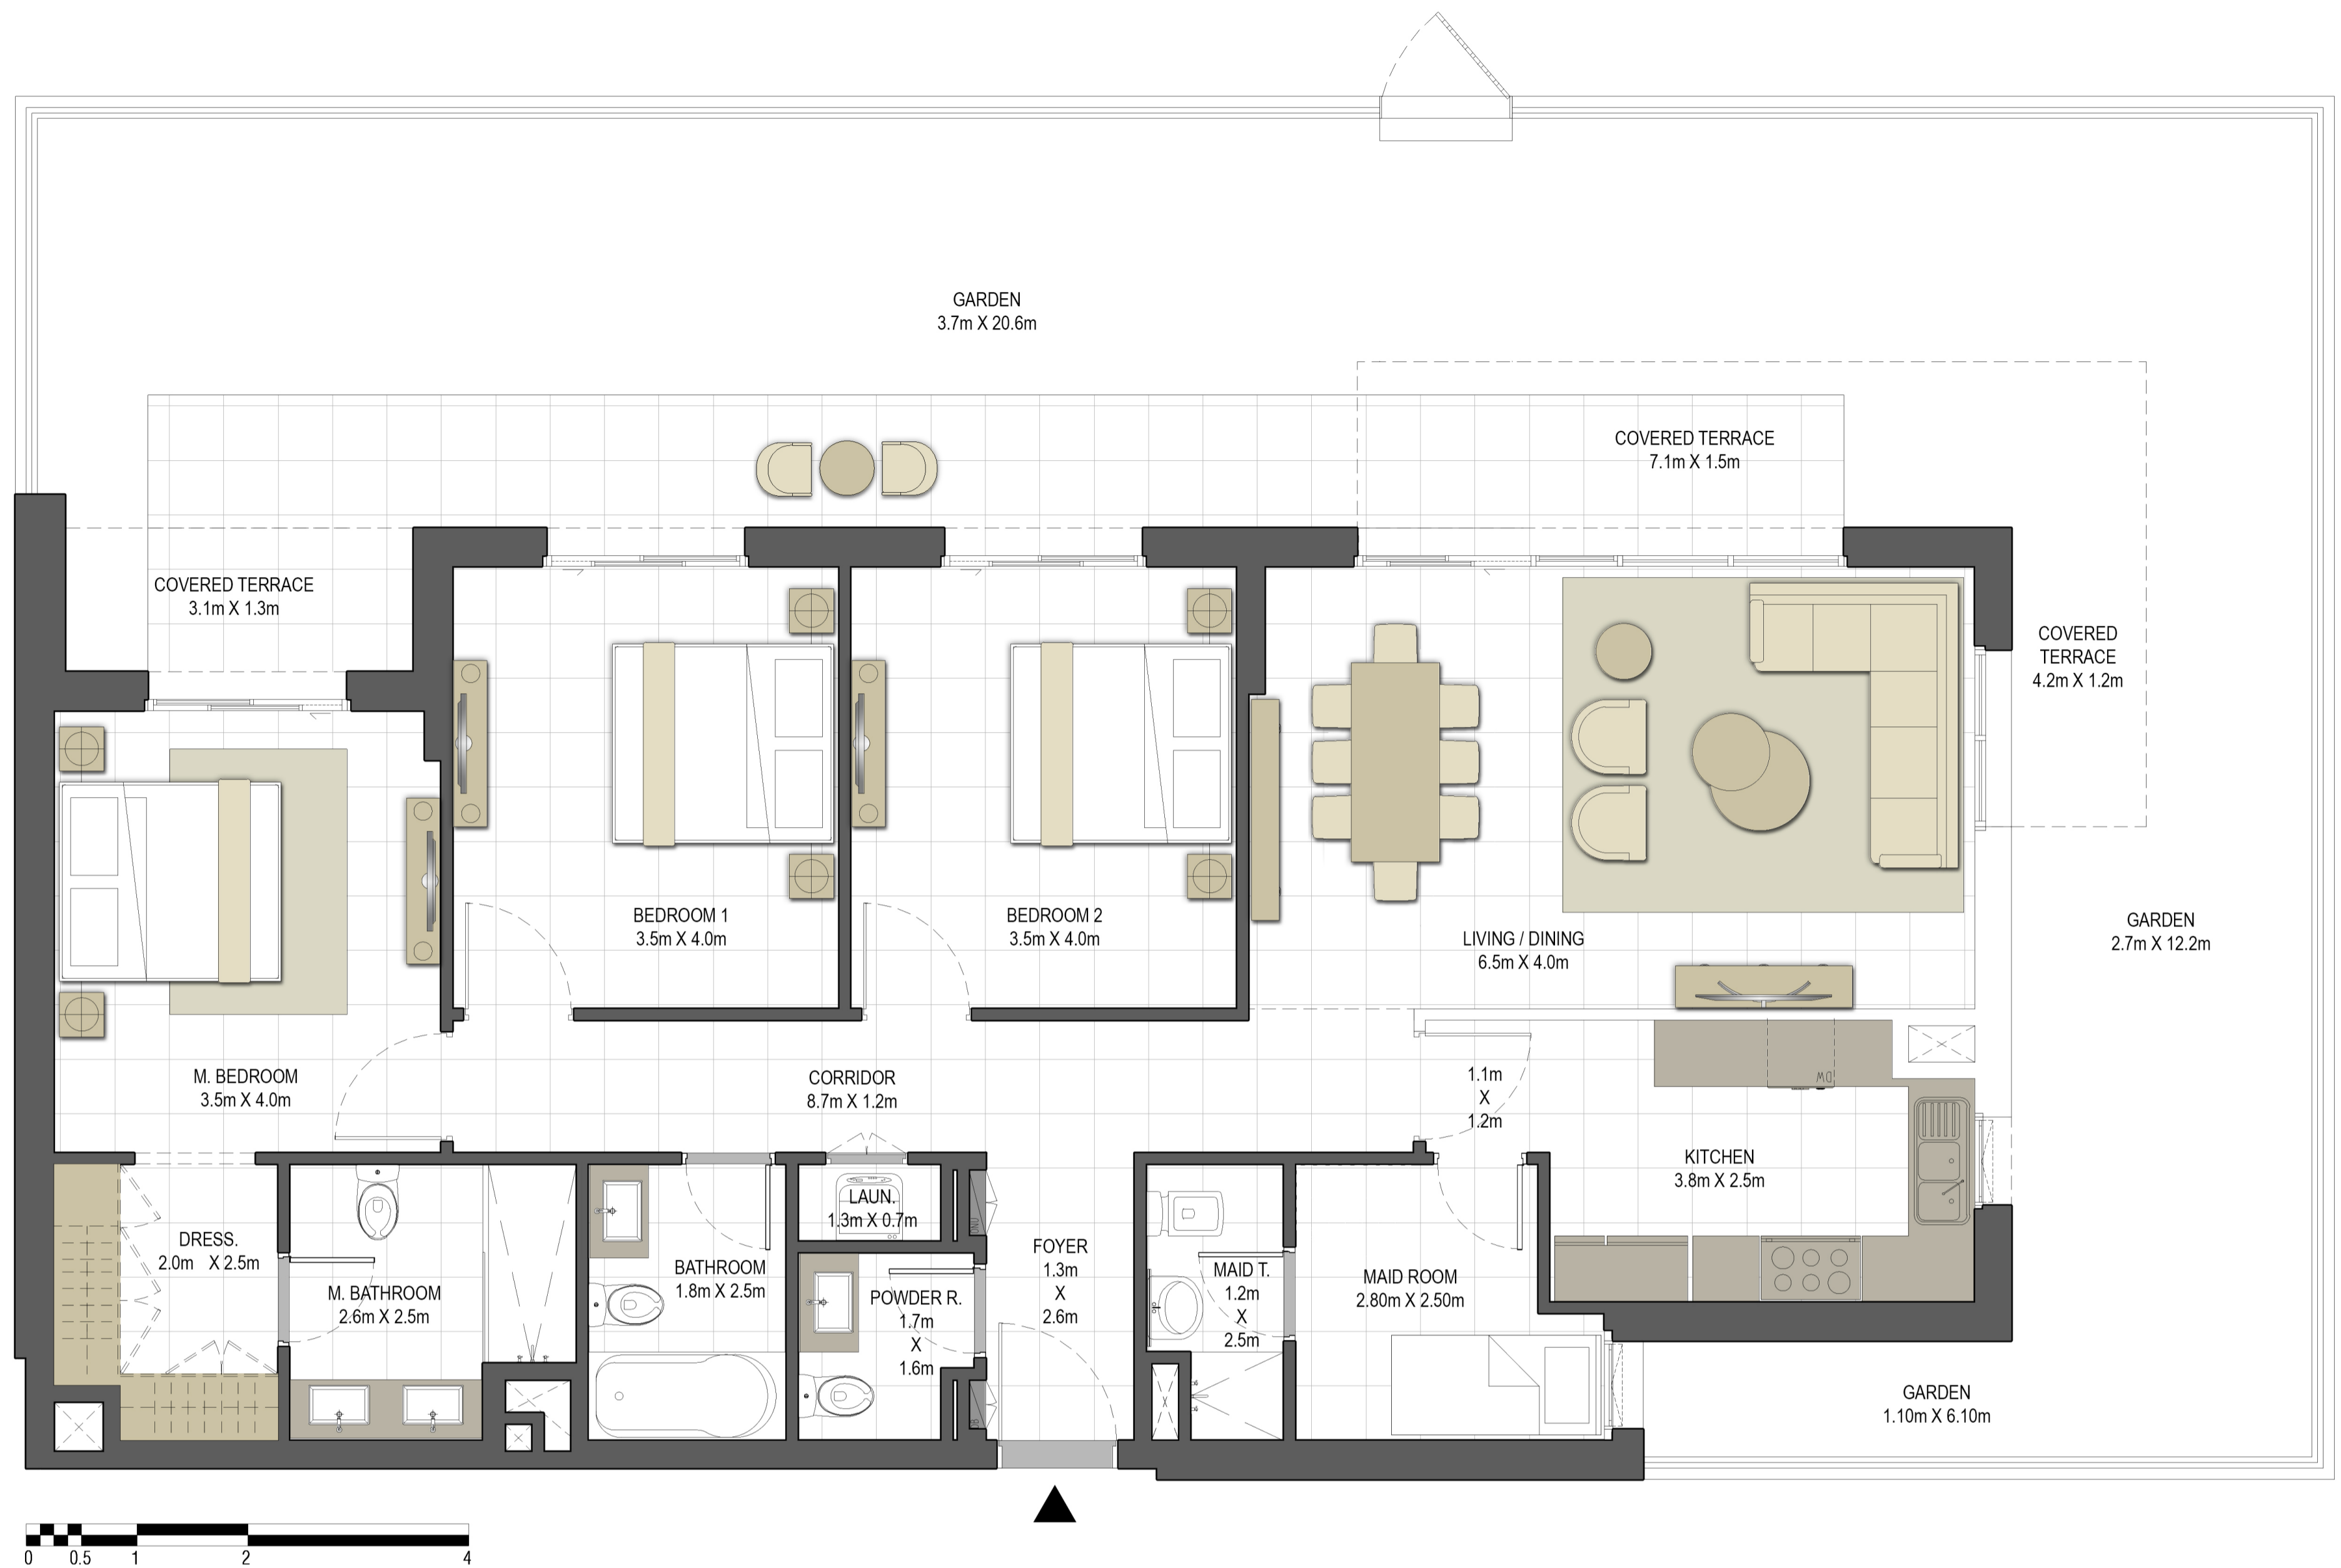 GARDEN
3.7m X 20.6m
COVERED TERRACE
7.1m X 1.5m
COVERED TERRACE
3.1m X 1.3m
COVERED
TERRACE
4.2m X 1.2m
BEDROOM 1
3.5m X 4.0m
BEDROOM 2
3.5m X 4.0m
LIVING / DINING
6.5m X 4.0m
GARDEN
2.7m X 12.2m
M. BEDROOM
3.5m X 4.0m
CORRIDOR
8.7m X 1.2m
1.1m
X
1.2m
DW
KITCHEN
3.8m X 2.5m
DRESS.
2.0m X 2.5m
M. BATHROOM
2.6m X 2.5m
BATHROOM
1.8m X 2.5m
LAUN.
1.3m X 0.7m
POWDER R.
1.7m
X
1.6m
FOYER
1.3m
X
2.6m
MAID T.
1.2m
X
2.5m
MAID ROOM
2.80m X 2.50m
GARDEN
1.10m X 6.10m
0 0.5 1 2 4